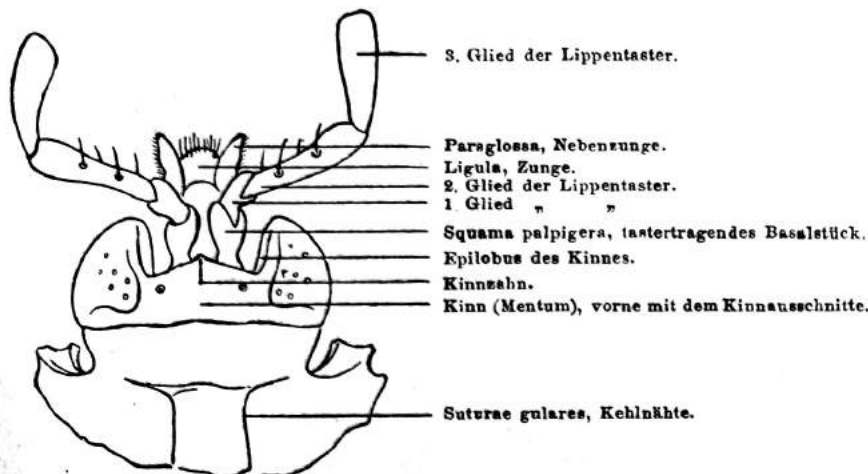 3. Glied der Lippentaster.
Paraglossa, Nebenzunge.
Ligula, Zunge.
2. Glied der Lippentaster.
1. Glied „ „
Squama palpigera, tastertragendes Basalstück.
Epilobus des Kinnes.
Kinnzahn.
Kinn (Mentum), vorne mit dem Kinnausschnitte.
Suturae gulares, Kehlnähte.